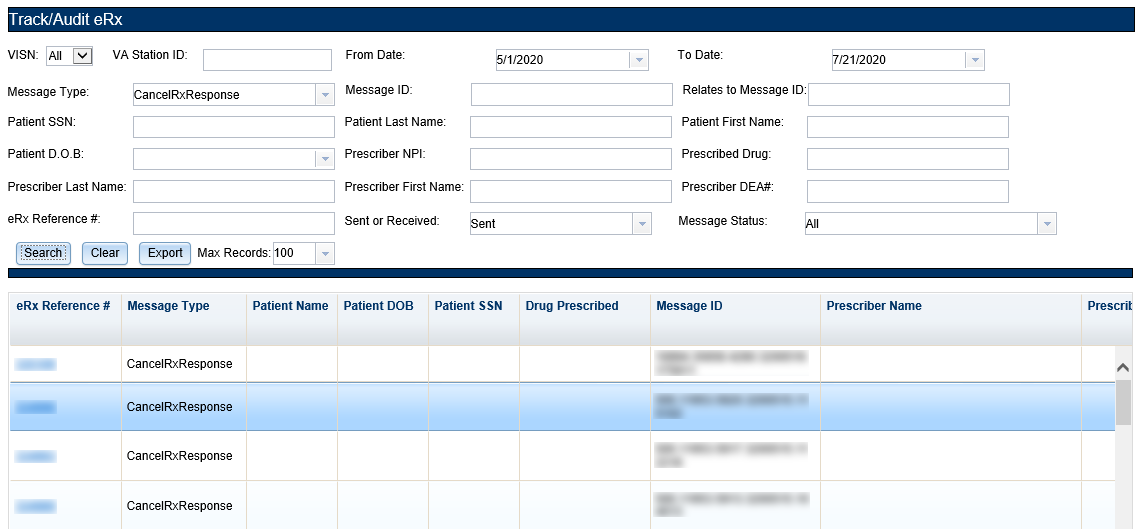 Track/Audit eRx
VISN: All VA Station ID: From Date: 5/1/2020 To Date: 7/21/2020
Message Type: CancelRxResponse Message ID: Relates to Message ID:
Patient SSN: Patient Last Name: Patient First Name:
Patient D.O.B: Prescriber NPI: Prescribed Drug:
Prescriber Last Name: Prescriber First Name: Prescriber DEA#:
eRx Reference #: Sent or Received: Sent Message Status: All
Search Clear Export Max Records: 100
eRx Reference # Message Type Patient Name Patient DOB Patient SSN Drug Prescribed Message ID Prescriber Name Prescrib
CancelRxResponse
CancelRxResponse
CancelRxResponse
CancelRxResponse